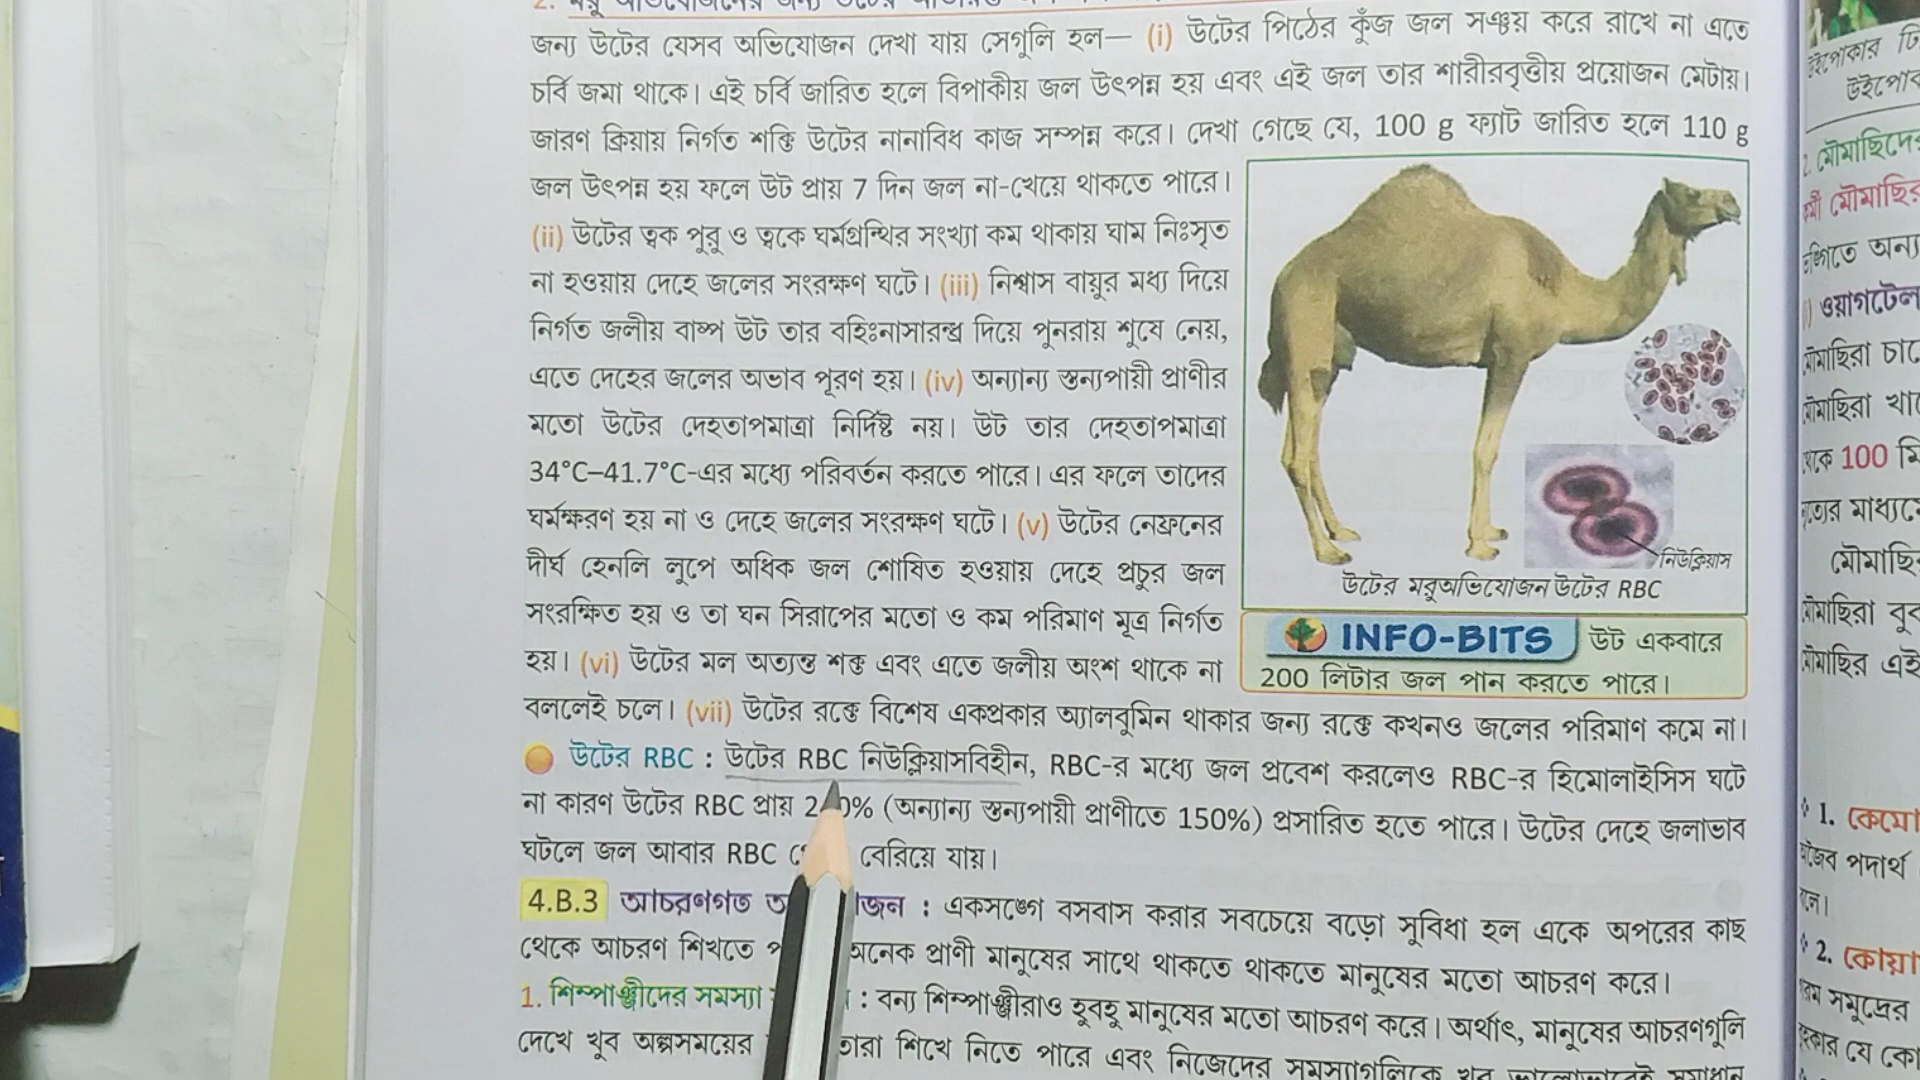 জন্য উটের যেসব অভিযোজন দেখা যায় সেগুলি হল— (i) উটের পিঠের কুঁজ জল সঞ্চয় করে রাখে না এতে
চর্বি জমা থাকে। এই চর্বি জারিত হলে বিপাকীয় জল উৎপন্ন হয় এবং এই জল তার শারীরবৃত্তীয় প্রয়োজন মেটায়।
জারণ ক্রিয়ায় নির্গত শক্তি উটের নানাবিধ কাজ সম্পন্ন করে। দেখা গেছে যে, 100 g ফ্যাট জারিত হলে 110 g
জল উৎপন্ন হয় ফলে উট প্রায় 7 দিন জল না-খেয়ে থাকতে পারে।
(ii) উটের ত্বক পুরু ও ত্বকে ঘর্মগ্রন্থির সংখ্যা কম থাকায় ঘাম নিঃসৃত
না হওয়ায় দেহে জলের সংরক্ষণ ঘটে। (iii) নিশ্বাস বায়ুর মধ্য দিয়ে
নির্গত জলীয় বাষ্প উট তার বহিঃনাসারন্ধ্র দিয়ে পুনরায় শুষে নেয়,
এতে দেহের জলের অভাব পূরণ হয়। (iv) অন্যান্য স্তন্যপায়ী প্রাণীর
মতো উটের দেহতাপমাত্রা নির্দিষ্ট নয়। উট তার দেহতাপমাত্রা
34°C–41.7°C-এর মধ্যে পরিবর্তন করতে পারে। এর ফলে তাদের
ঘর্মক্ষরণ হয় না ও দেহে জলের সংরক্ষণ ঘটে। (v) উটের নেফ্রনের
দীর্ঘ হেনলি লুপে অধিক জল শোষিত হওয়ায় দেহে প্রচুর জল
সংরক্ষিত হয় ও তা ঘন সিরাপের মতো ও কম পরিমাণ মূত্র নির্গত
হয়। (vi) উটের মল অত্যন্ত শক্ত এবং এতে জলীয় অংশ থাকে না
বললেই চলে। (vii) উটের রক্তে বিশেষ একপ্রকার অ্যালবুমিন থাকার জন্য রক্তে কখনও জলের পরিমাণ কমে না।
নিউক্লিয়াস
উটের মরুঅভিযোজন উটের RBC
INFO-BITS উট একবারে
200 লিটার জল পান করতে পারে।
উটের RBC : উটের RBC নিউক্লিয়াসবিহীন, RBC-র মধ্যে জল প্রবেশ করলেও RBC-র হিমোলাইসিস ঘটে
না কারণ উটের RBC প্রায় (অন্যান্য স্তন্যপায়ী প্রাণীতে 150%) প্রসারিত হতে পারে। উটের দেহে জলাভাব
ঘটলে জল আবার RBC বেরিয়ে যায়।
4.B.3 আচরণগত : একসঙ্গে বসবাস করার সবচেয়ে বড়ো সুবিধা হল একে অপরের কাছ
থেকে আচরণ শিখতে অনেক প্রাণী মানুষের সাথে থাকতে থাকতে মানুষের মতো আচরণ করে।
1. শিম্পাঞ্জীদের সমস্যা : বন্য শিম্পাঞ্জীরাও হুবহু মানুষের মতো আচরণ করে। অর্থাৎ, মানুষের আচরণগুলি
দেখে খুব অল্পসময়ের তারা শিখে নিতে পারে এবং নিজেদের
2. মৌমাছিদের
মৌমাছির
ওয়াগটেল
মৌমাছিরা
মৌমাছিরা
100
মৌমাছিরা
মৌমাছির এই
1.
পদার্থ
2.
সমুদ্রের